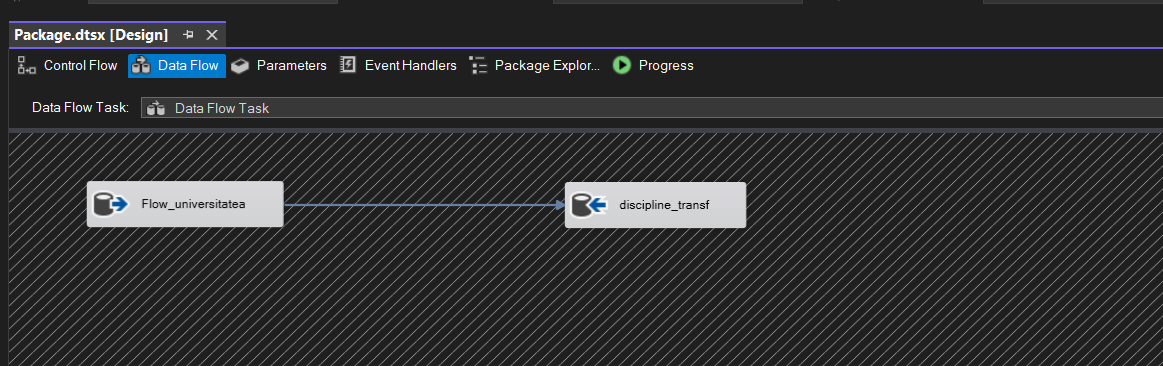 Package.dtsx [Design]
Control Flow Data Flow Parameters Event Handlers Package Explor... Progress
Data Flow Task: Data Flow Task
Flow_universitatea discipline_transf